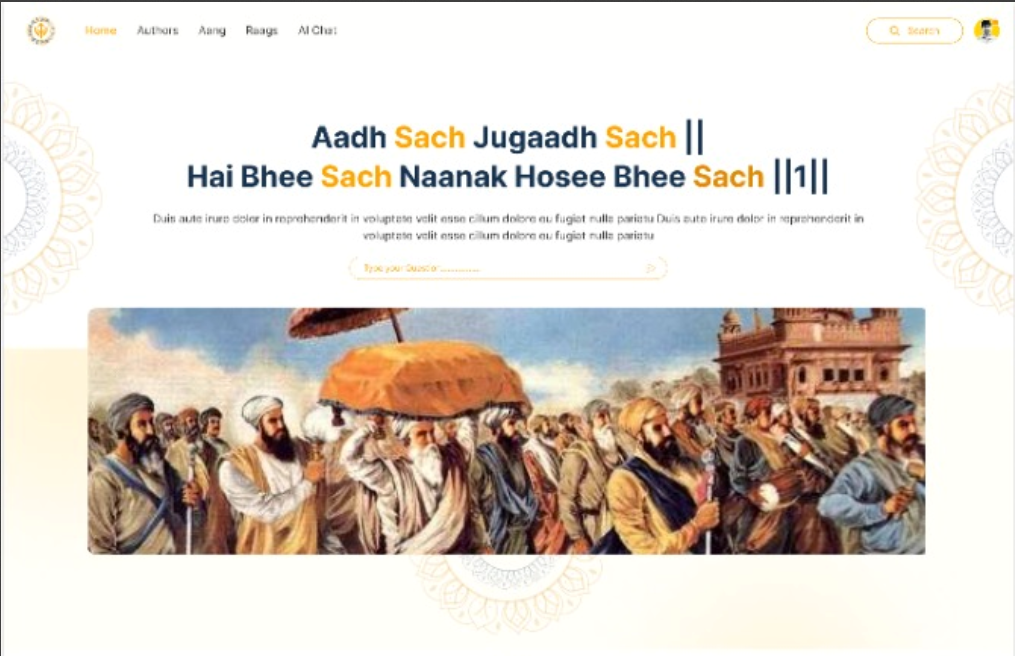 Home Authors Aang Raags AI Chat Search
Aadh Sach Jugaadh Sach ||
Hai Bhee Sach Naanak Hosee Bhee Sach ||1||
Duis aute irure dolor in reprehenderit in voluptate velit esse cillum dolore eu fugiat nulla pariatu Duis aute irure dolor in reprehenderit in
voluptate velit esse cillum dolore eu fugiat nulla pariatu
Type your Question..............